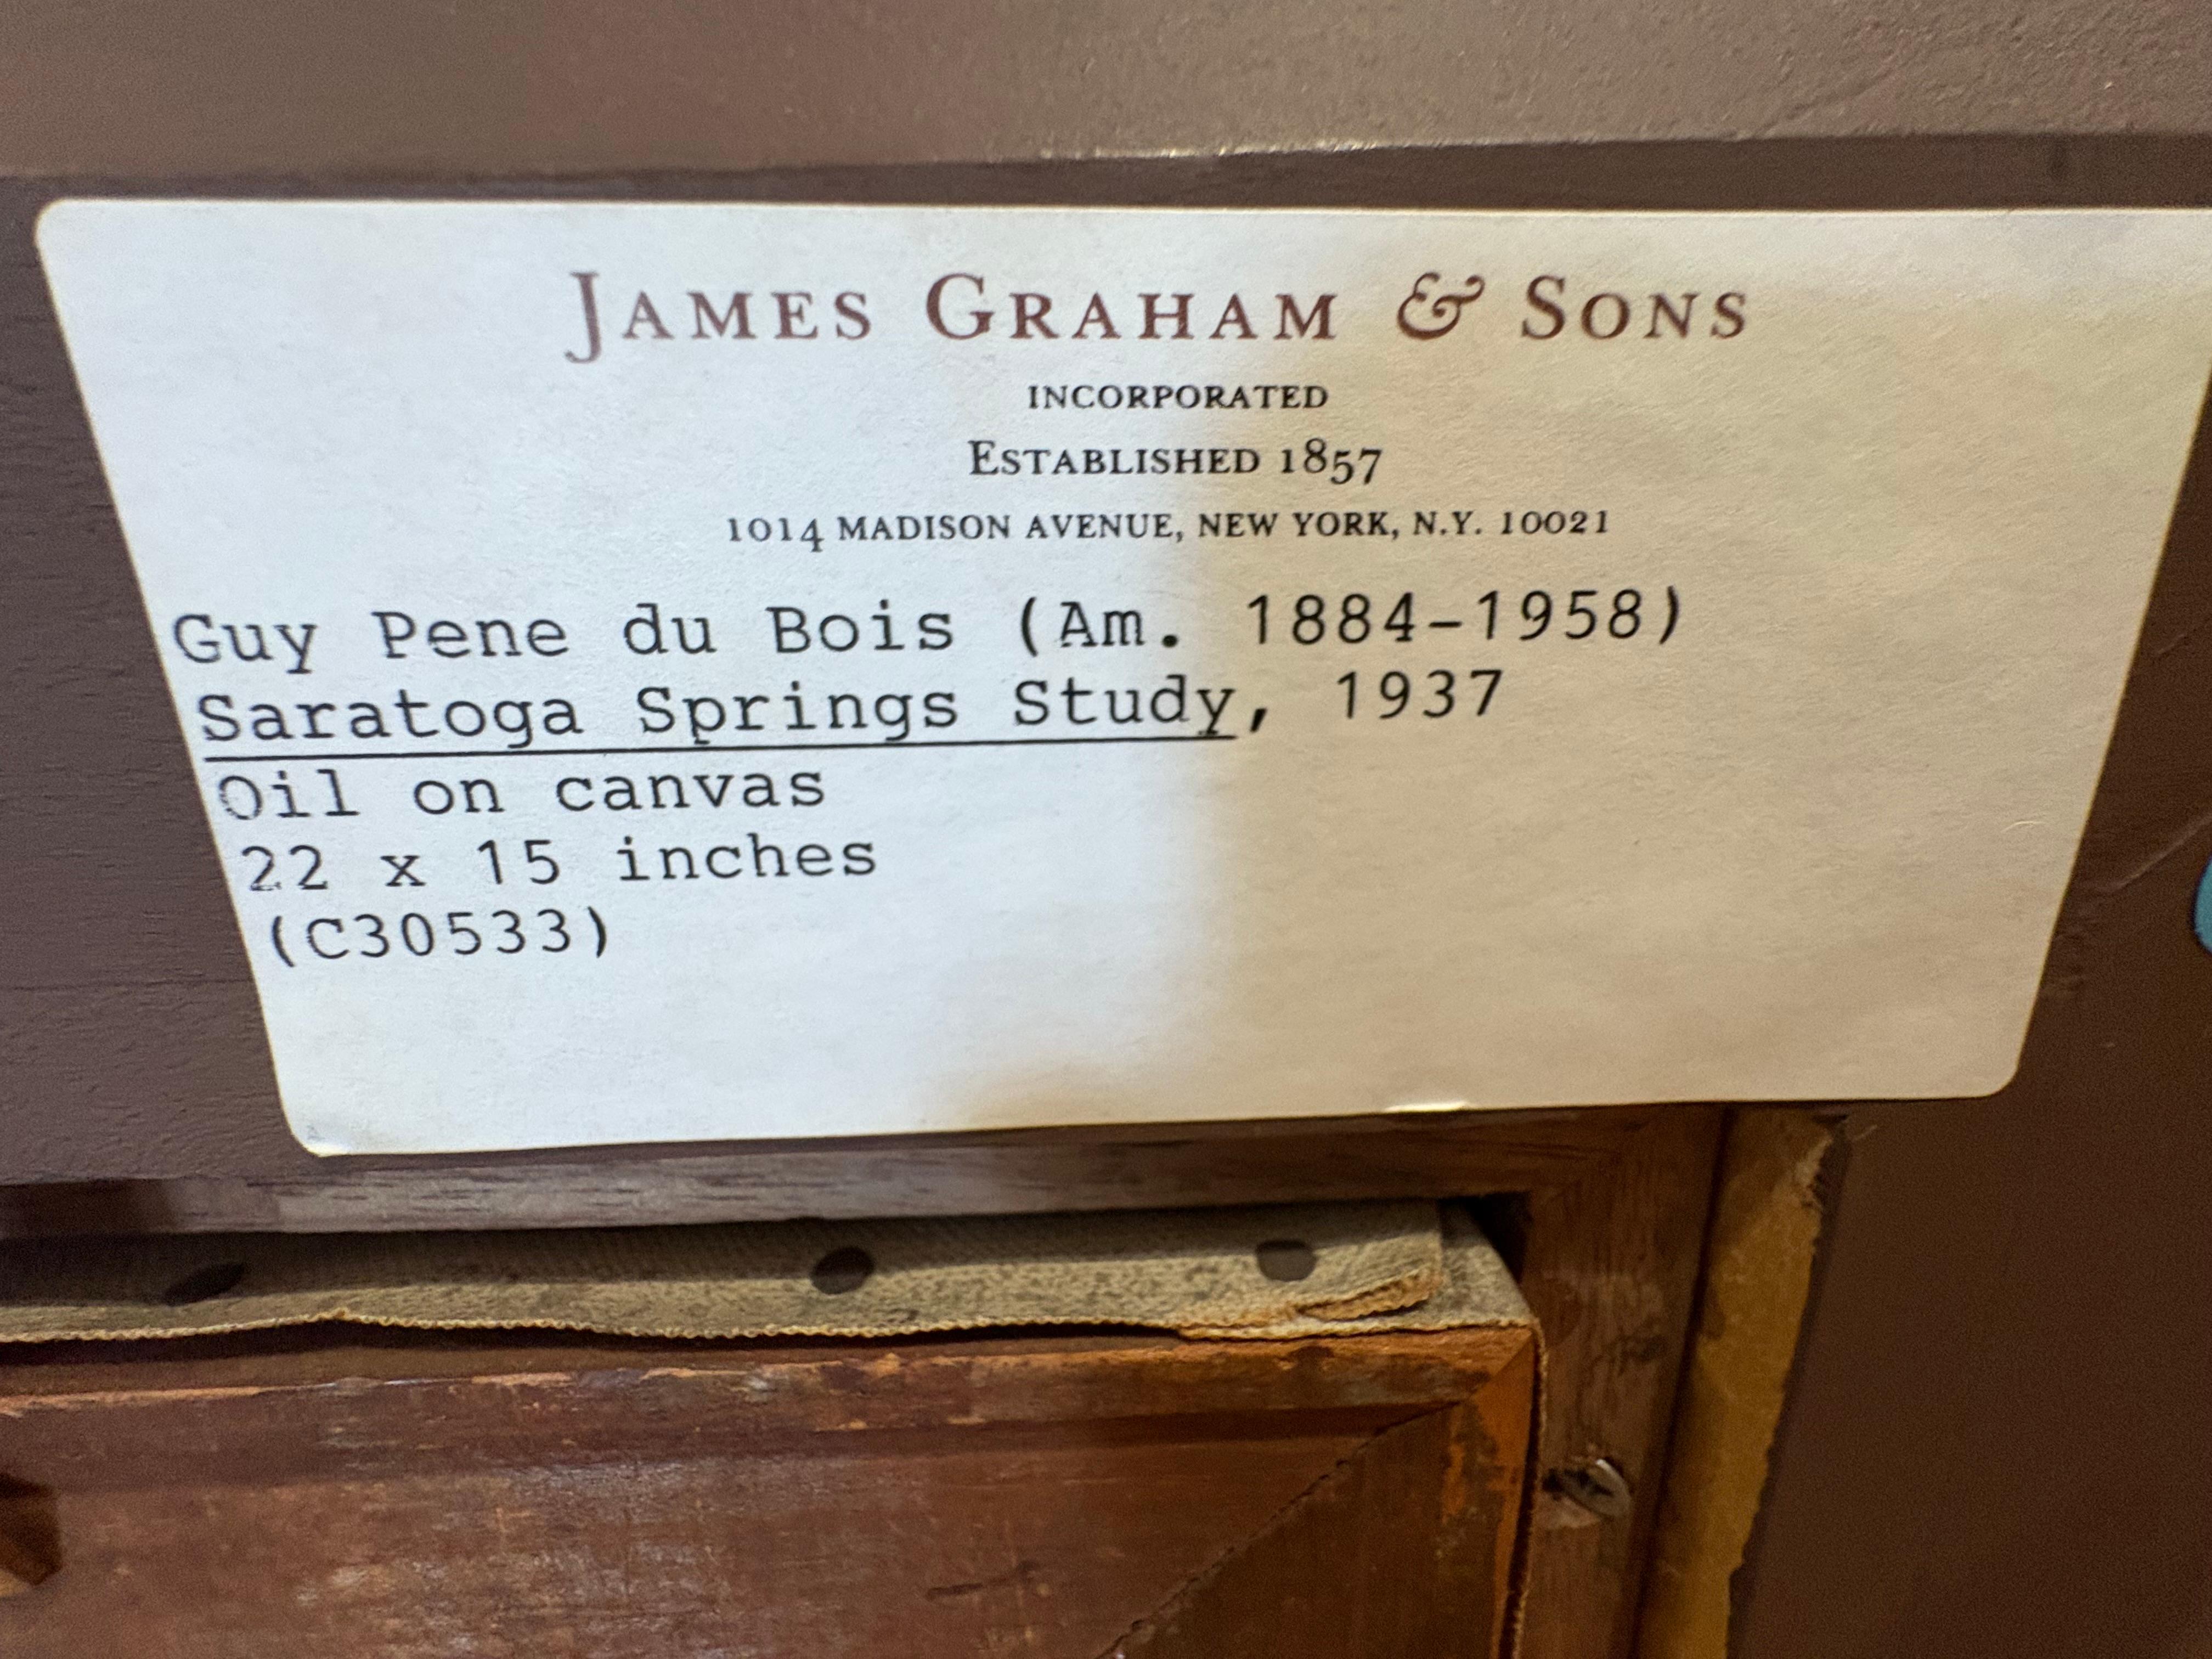 JAMES GRAHAM & SONS
INCORPORATED
ESTABLISHED 1857
1014 MADISON AVENUE, NEW YORK, N.Y. 10021
Guy Pene du Bois (Am. 1884-1958)
Saratoga Springs Study, 1937
Oil on canvas
22 x 15 inches
(C30533)